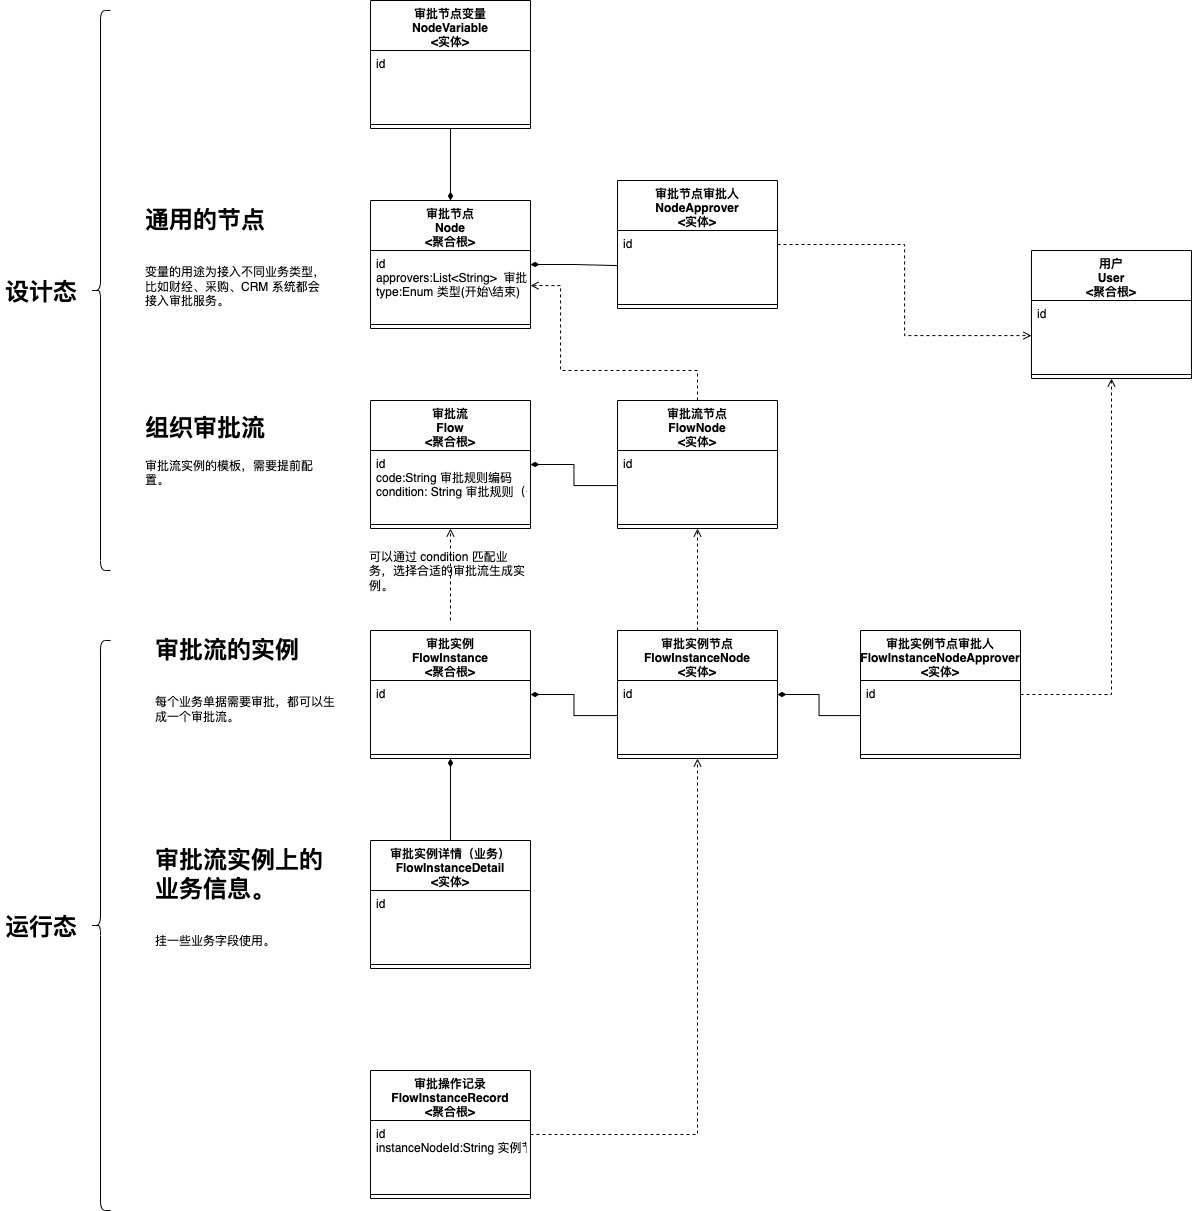 审批节点变量
NodeVariable
<实体>
id
通用的节点
变量的用途为接入不同业务类型，
比如财经、采购、CRM 系统都会
接入审批服务。
审批节点
Node
<聚合根>
id
approvers:List<String> 审批
type:Enum 类型(开始\结束)
审批节点审批人
NodeApprover
<实体>
id
用户
User
<聚合根>
id
设计态
组织审批流
审批流实例的模板，需要提前配
置。
审批流
Flow
<聚合根>
id
code:String 审批规则编码
condition: String 审批规则（
审批流节点
FlowNode
<实体>
id
可以通过 condition 匹配业
务，选择合适的审批流生成实
例。
审批流的实例
每个业务单据需要审批，都可以生
成一个审批流。
审批实例
FlowInstance
<聚合根>
id
审批实例节点
FlowInstanceNode
<实体>
id
审批实例节点审批人
FlowInstanceNodeApprover
<实体>
id
运行态
审批流实例上的
业务信息。
挂一些业务字段使用。
审批实例详情（业务）
FlowInstanceDetail
<实体>
id
审批操作记录
FlowInstanceRecord
<聚合根>
id
instanceNodeId:String 实例